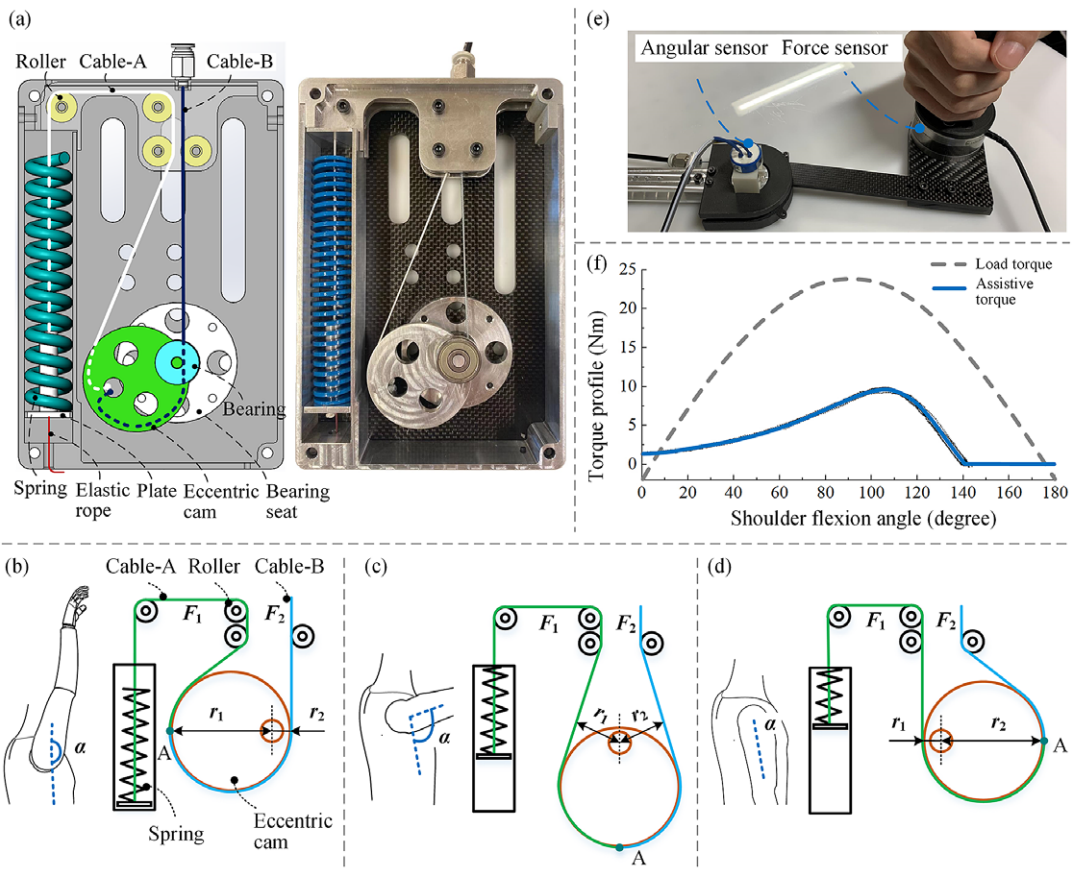 (a)
Roller
Cable-A
Cable-B
Bearing
Spring
Elastic
rope
Plate
Eccentric
cam
Bearing
seat
(e)
Angular sensor
Force sensor
(f)
Load torque
Assistive
torque
Torque profile (Nm)
25
20
15
10
5
0
0
20
40
60
80
100
120
140
160
180
Shoulder flexion angle (degree)
(b)
Cable-A
Roller
Cable-B
F1
F2
r1
r2
A
α
Spring
Eccentric
cam
(c)
F1
F2
r1
r2
α
A
(d)
F1
F2
r1
r2
α
A